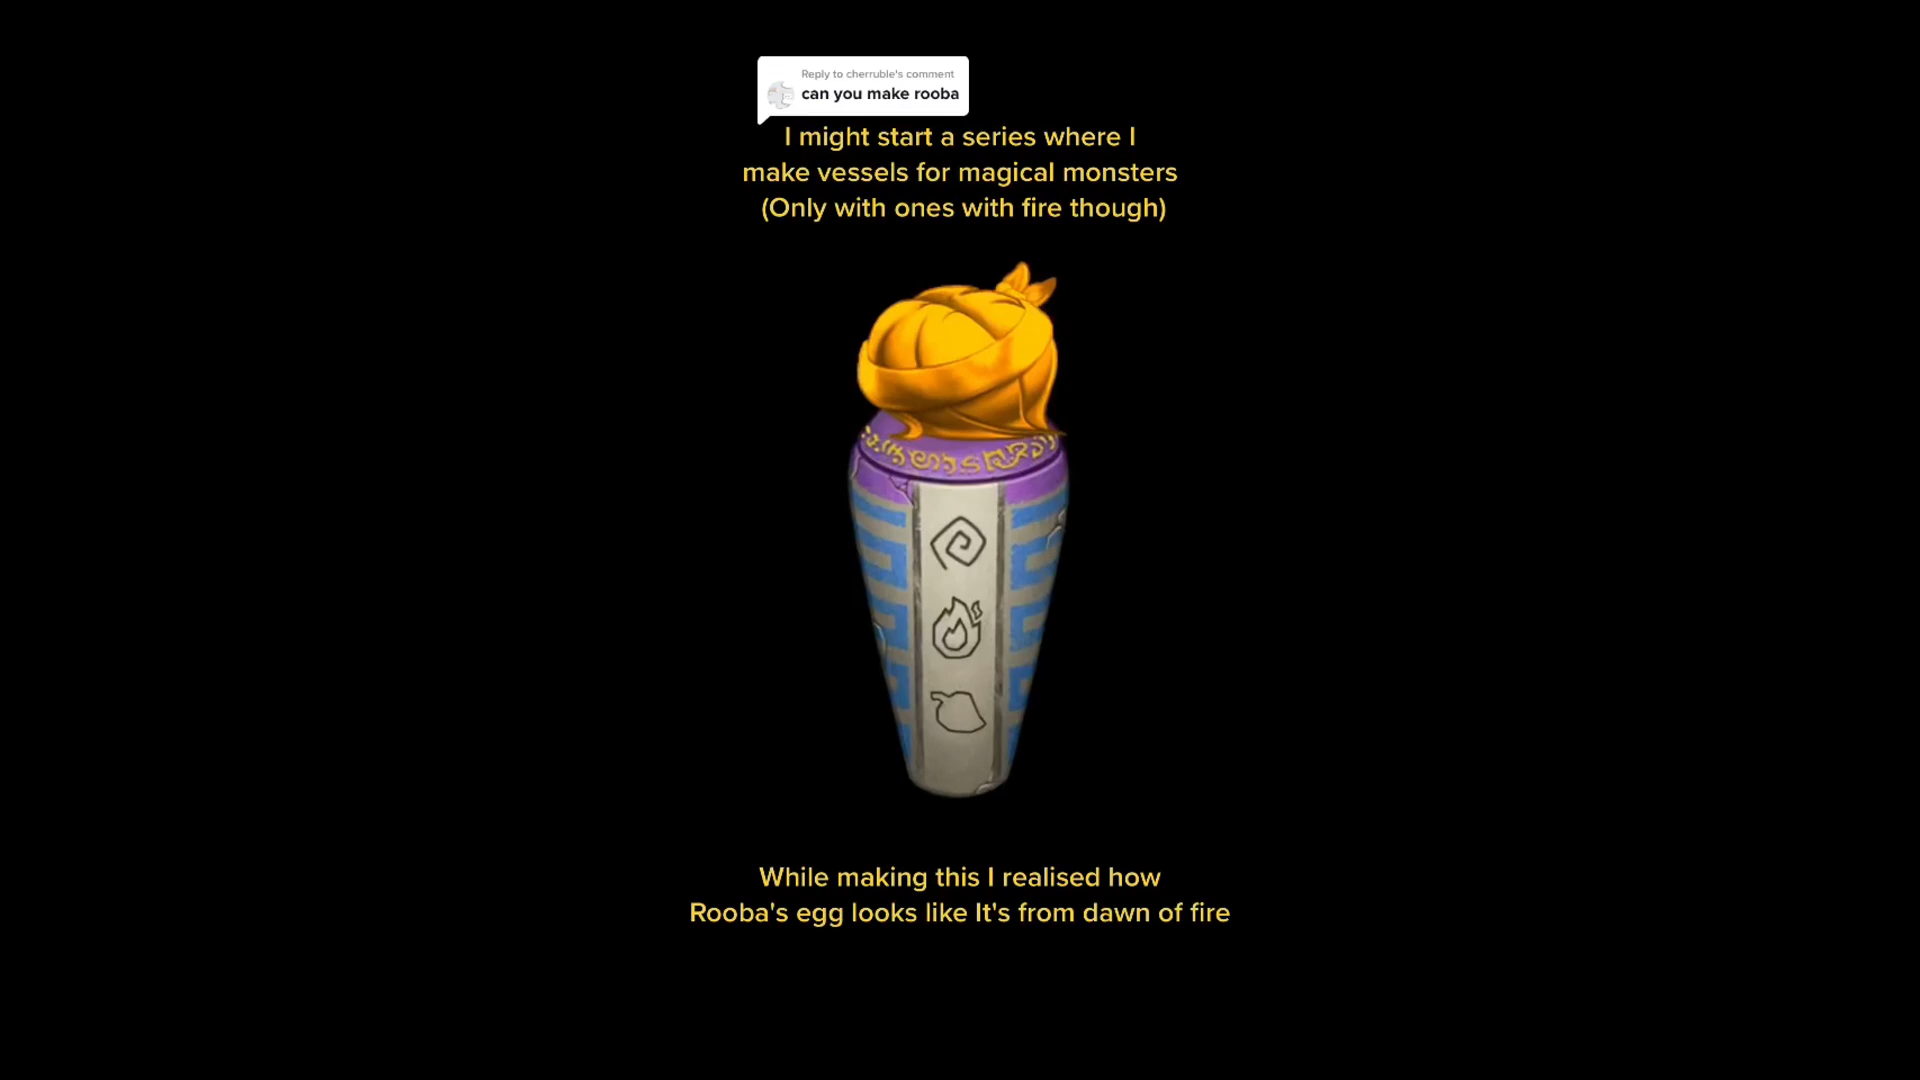 Reply to cherruble's comment
can you make rooba
I might start a series where I
make vessels for magical monsters
(Only with ones with fire though)
While making this I realised how
Rooba's egg looks like It's from dawn of fire